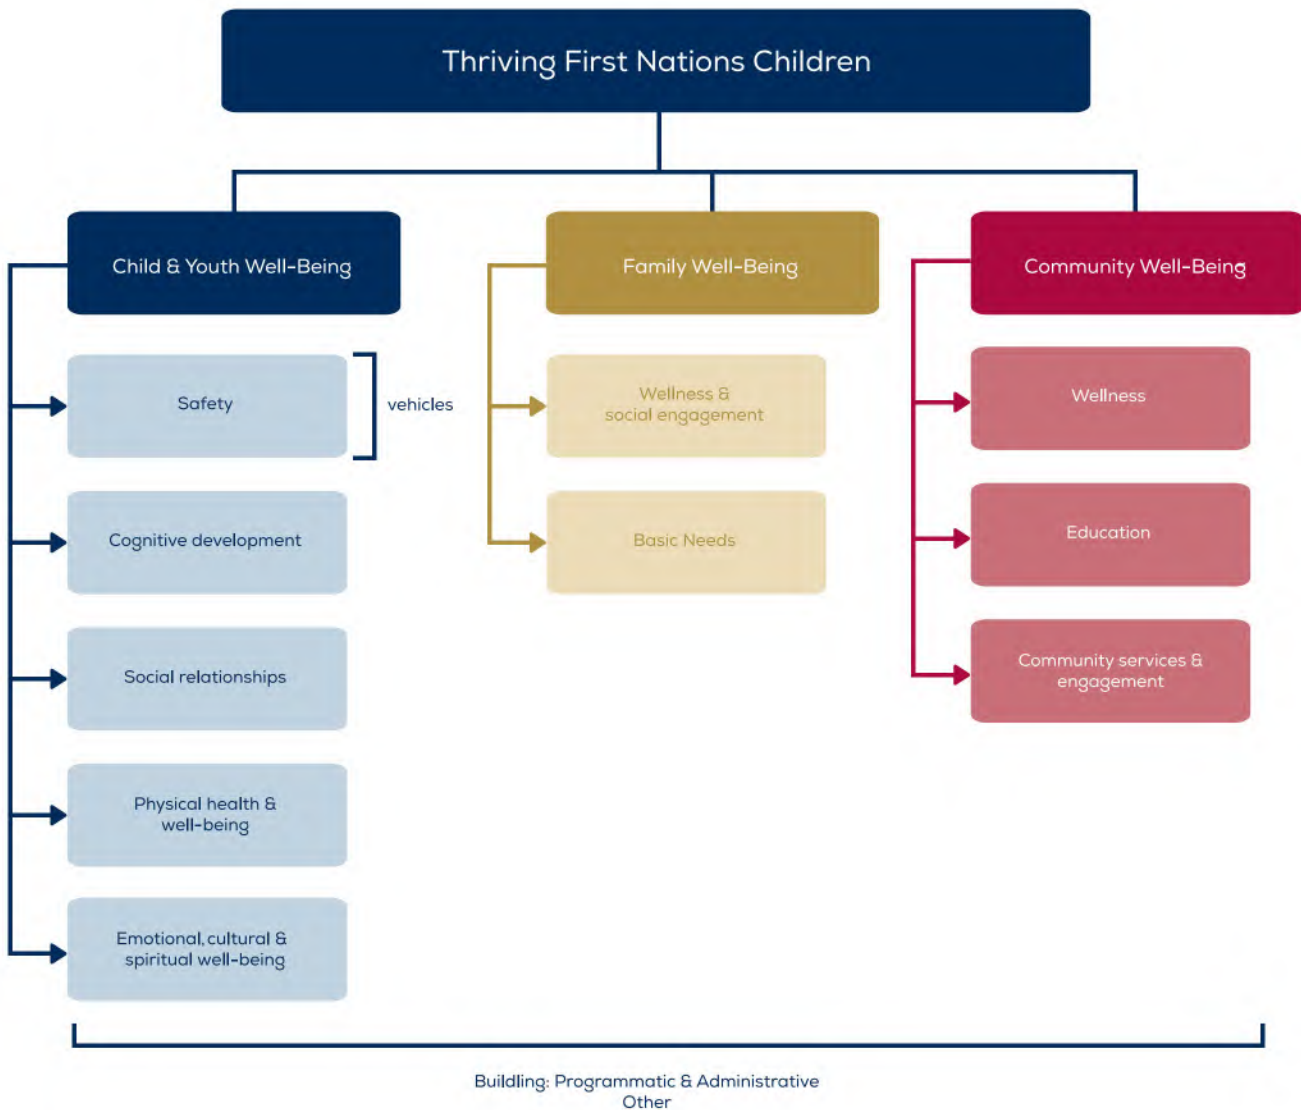 Thriving First Nations Children
Child & Youth Well-Being
Safety
vehicles
Cognitive development
Social relationships
Physical health &
well-being
Emotional, cultural &
spiritual well-being
Family Well-Being
Wellness &
social engagement
Basic Needs
Community Well-Being
Wellness
Education
Community services &
engagement
Buildling: Programmatic & Administrative
Other